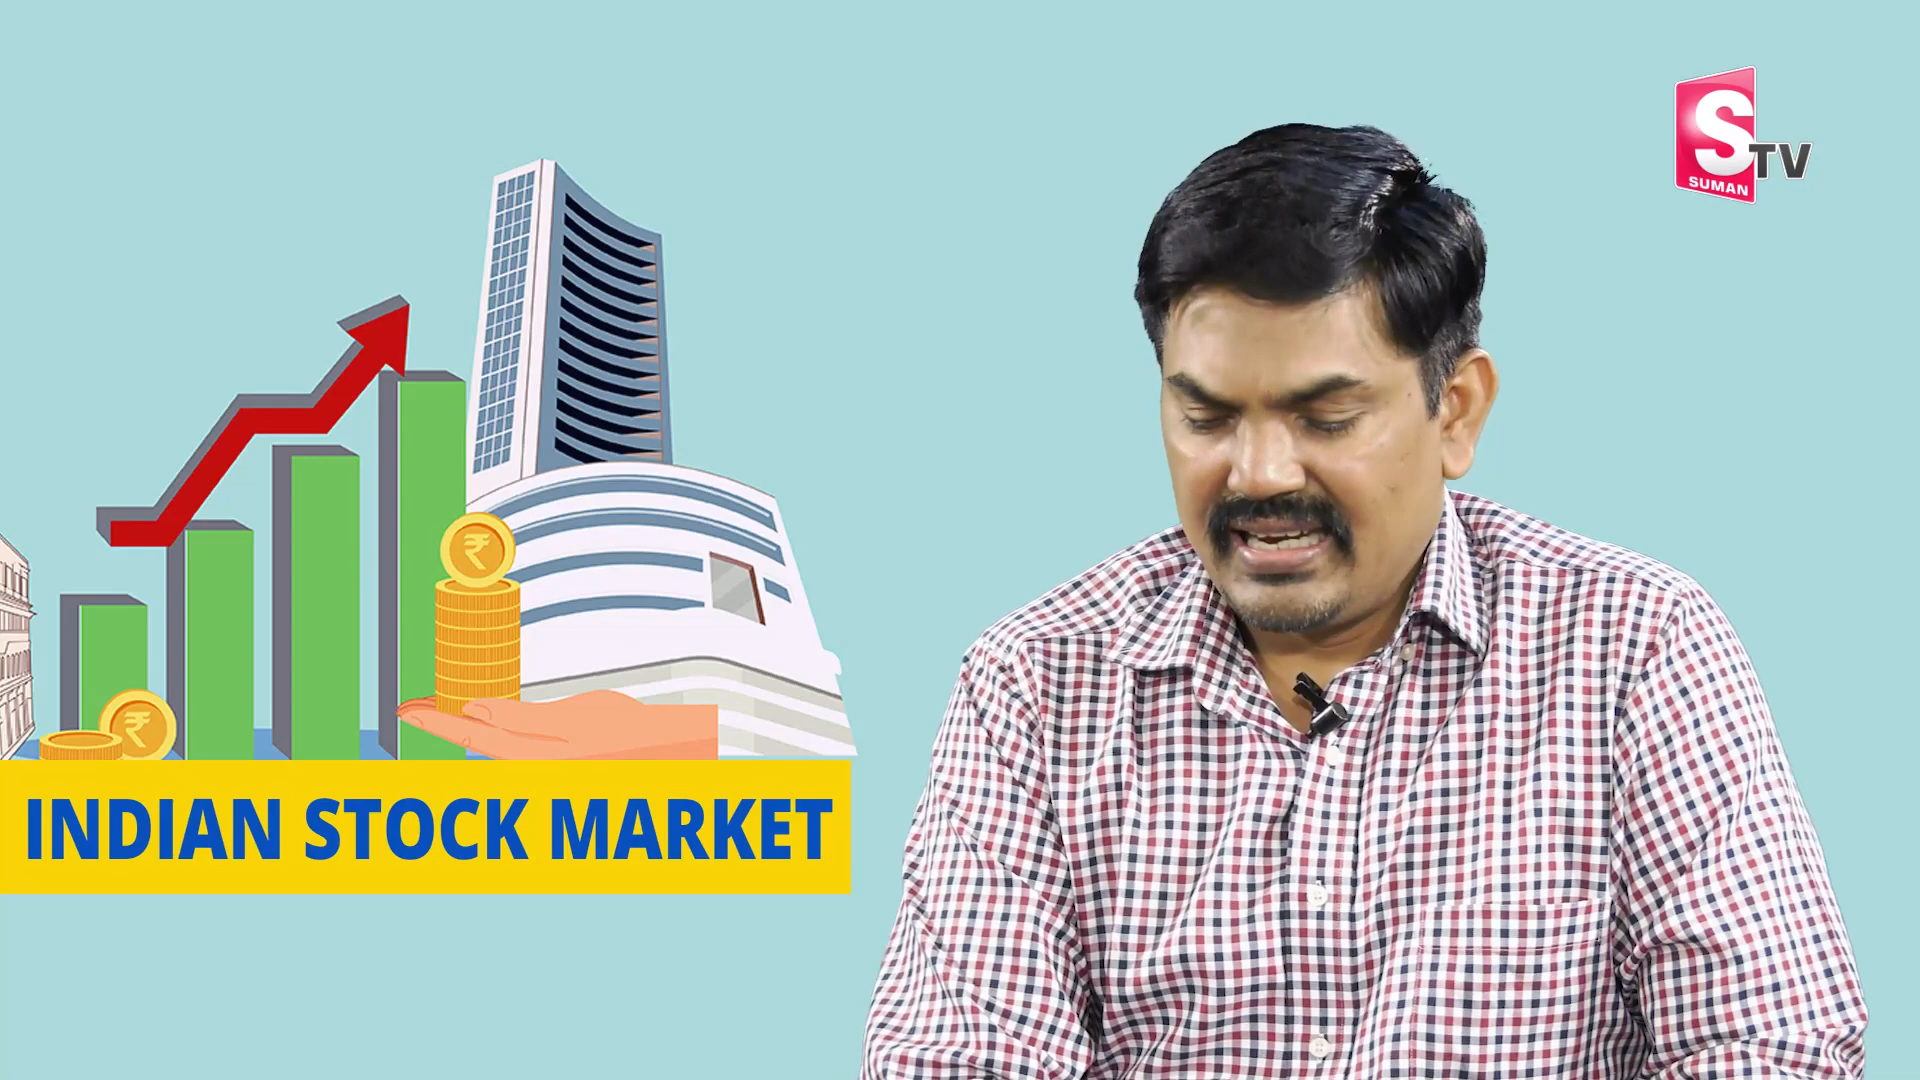 S TV
SUMAN
INDIAN STOCK MARKET
₹
₹